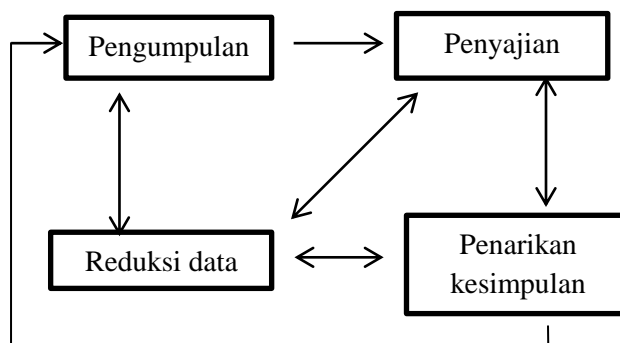 Pengumpulan
Penyajian
Reduksi data
Penarikan
kesimpulan